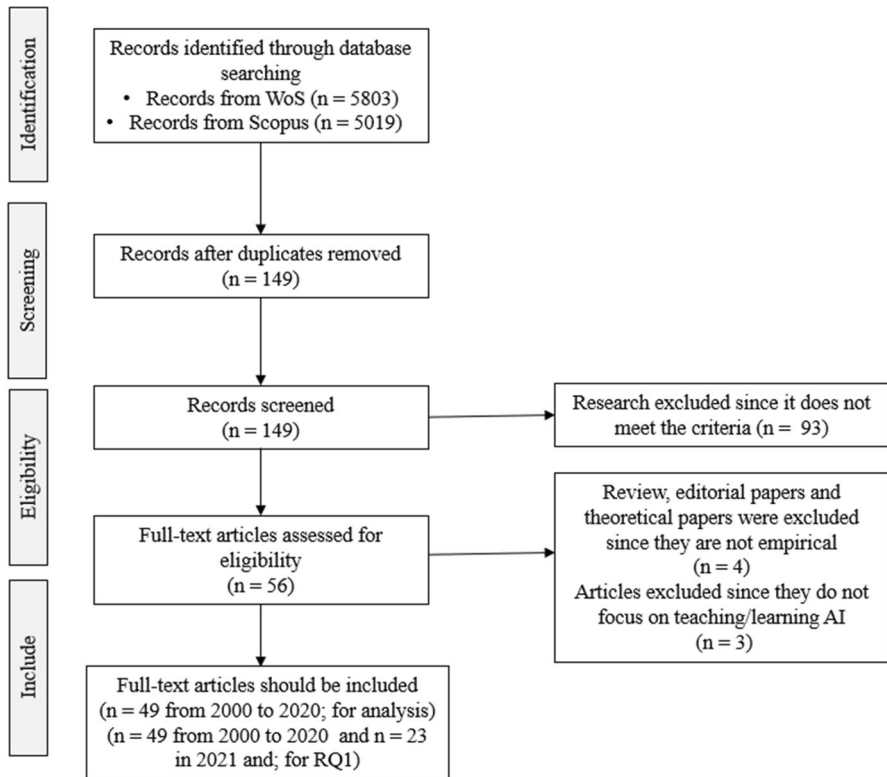 Identification
Records identified through database
searching
• Records from WoS (n = 5803)
• Records from Scopus (n = 5019)
Screening
Records after duplicates removed
(n = 149)
Eligibility
Records screened
(n = 149)
Research excluded since it does not
meet the criteria (n = 93)
Full-text articles assessed for
eligibility
(n = 56)
Review, editorial papers and
theoretical papers were excluded
since they are not empirical
(n = 4)
Articles excluded since they do not
focus on teaching/learning AI
(n = 3)
Include
Full-text articles should be included
(n = 49 from 2000 to 2020; for analysis)
(n = 49 from 2000 to 2020 and n = 23
in 2021 and; for RQ1)